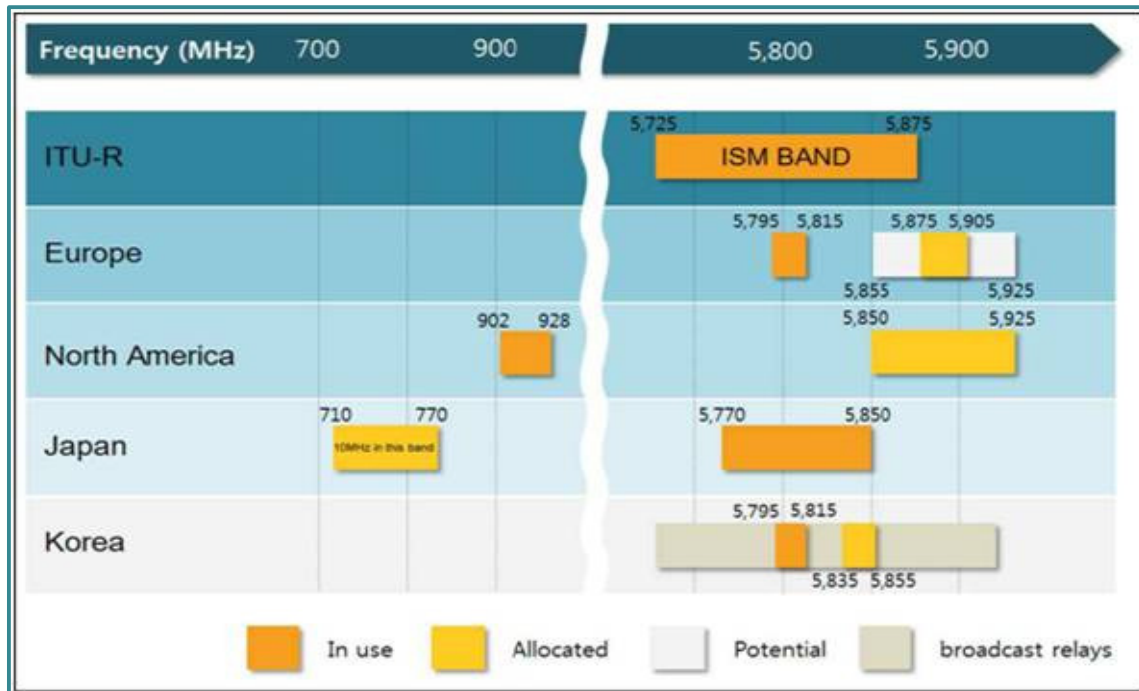 Frequency (MHz) 700 900 5,800 5,900
5,725 5,875
ITU-R ISM BAND
5,795 5,815 5,875 5,905
Europe
5,855 5,925
902 928 5,850 5,925
North America
710 770 5,770 5,850
Japan 10MHz in this band
5,795 5,815
Korea
5,835 5,855
In use Allocated Potential broadcast relays